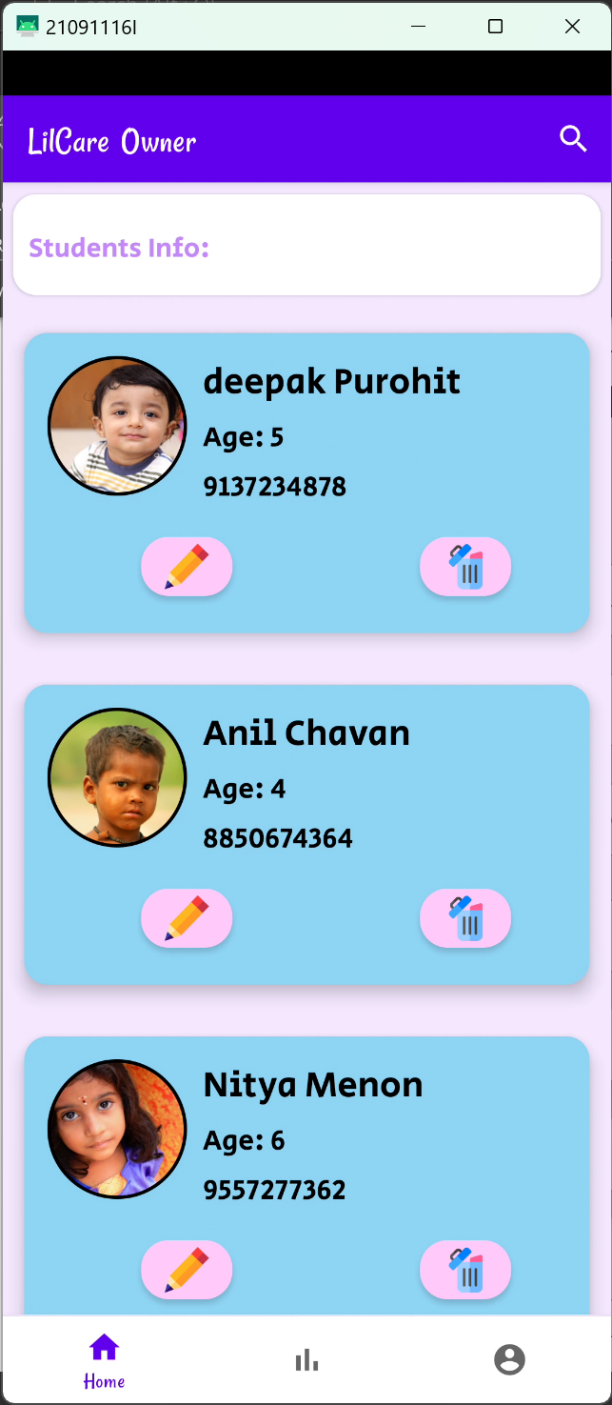 21091116I
LilCare Owner
Students Info:
deepak Purohit
Age: 5
9137234878
Anil Chavan
Age: 4
8850674364
Nitya Menon
Age: 6
9557277362
Home